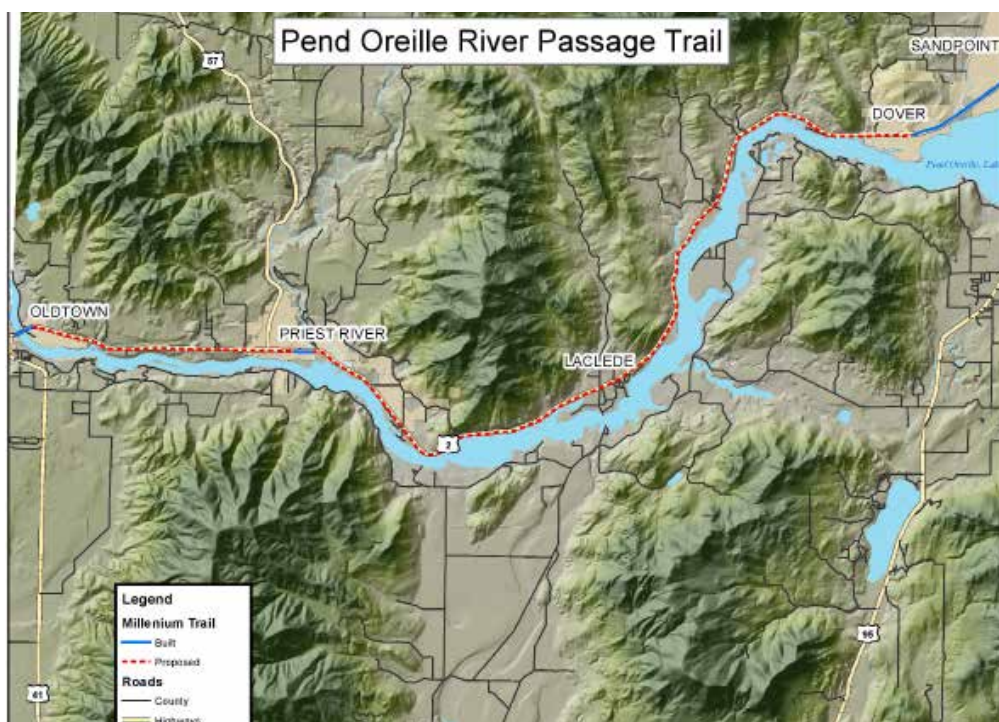 Pend Oreille River Passage Trail
SANDPOINT
57
DOVER
Pend Oreille, Lake
OLDTOWN
PRIEST RIVER
LACLEDE
2
95
41
Legend
Millenium Trail
Built
Proposed
Roads
County
Highways